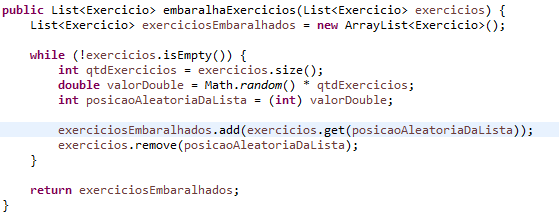 public List<Exercicio> embaralhaExercicios(List<Exercicio> exercicios) {
List<Exercicio> exerciciosEmbaralhados = new ArrayList<Exercicio>();
while (!exercicios.isEmpty()) {
int qtdExercicios = exercicios.size();
double valorDouble = Math.random() * qtdExercicios;
int posicaoAleatoriaDaLista = (int) valorDouble;
exerciciosEmbaralhados.add(exercicios.get(posicaoAleatoriaDaLista));
exercicios.remove(posicaoAleatoriaDaLista);
}
return exerciciosEmbaralhados;
}